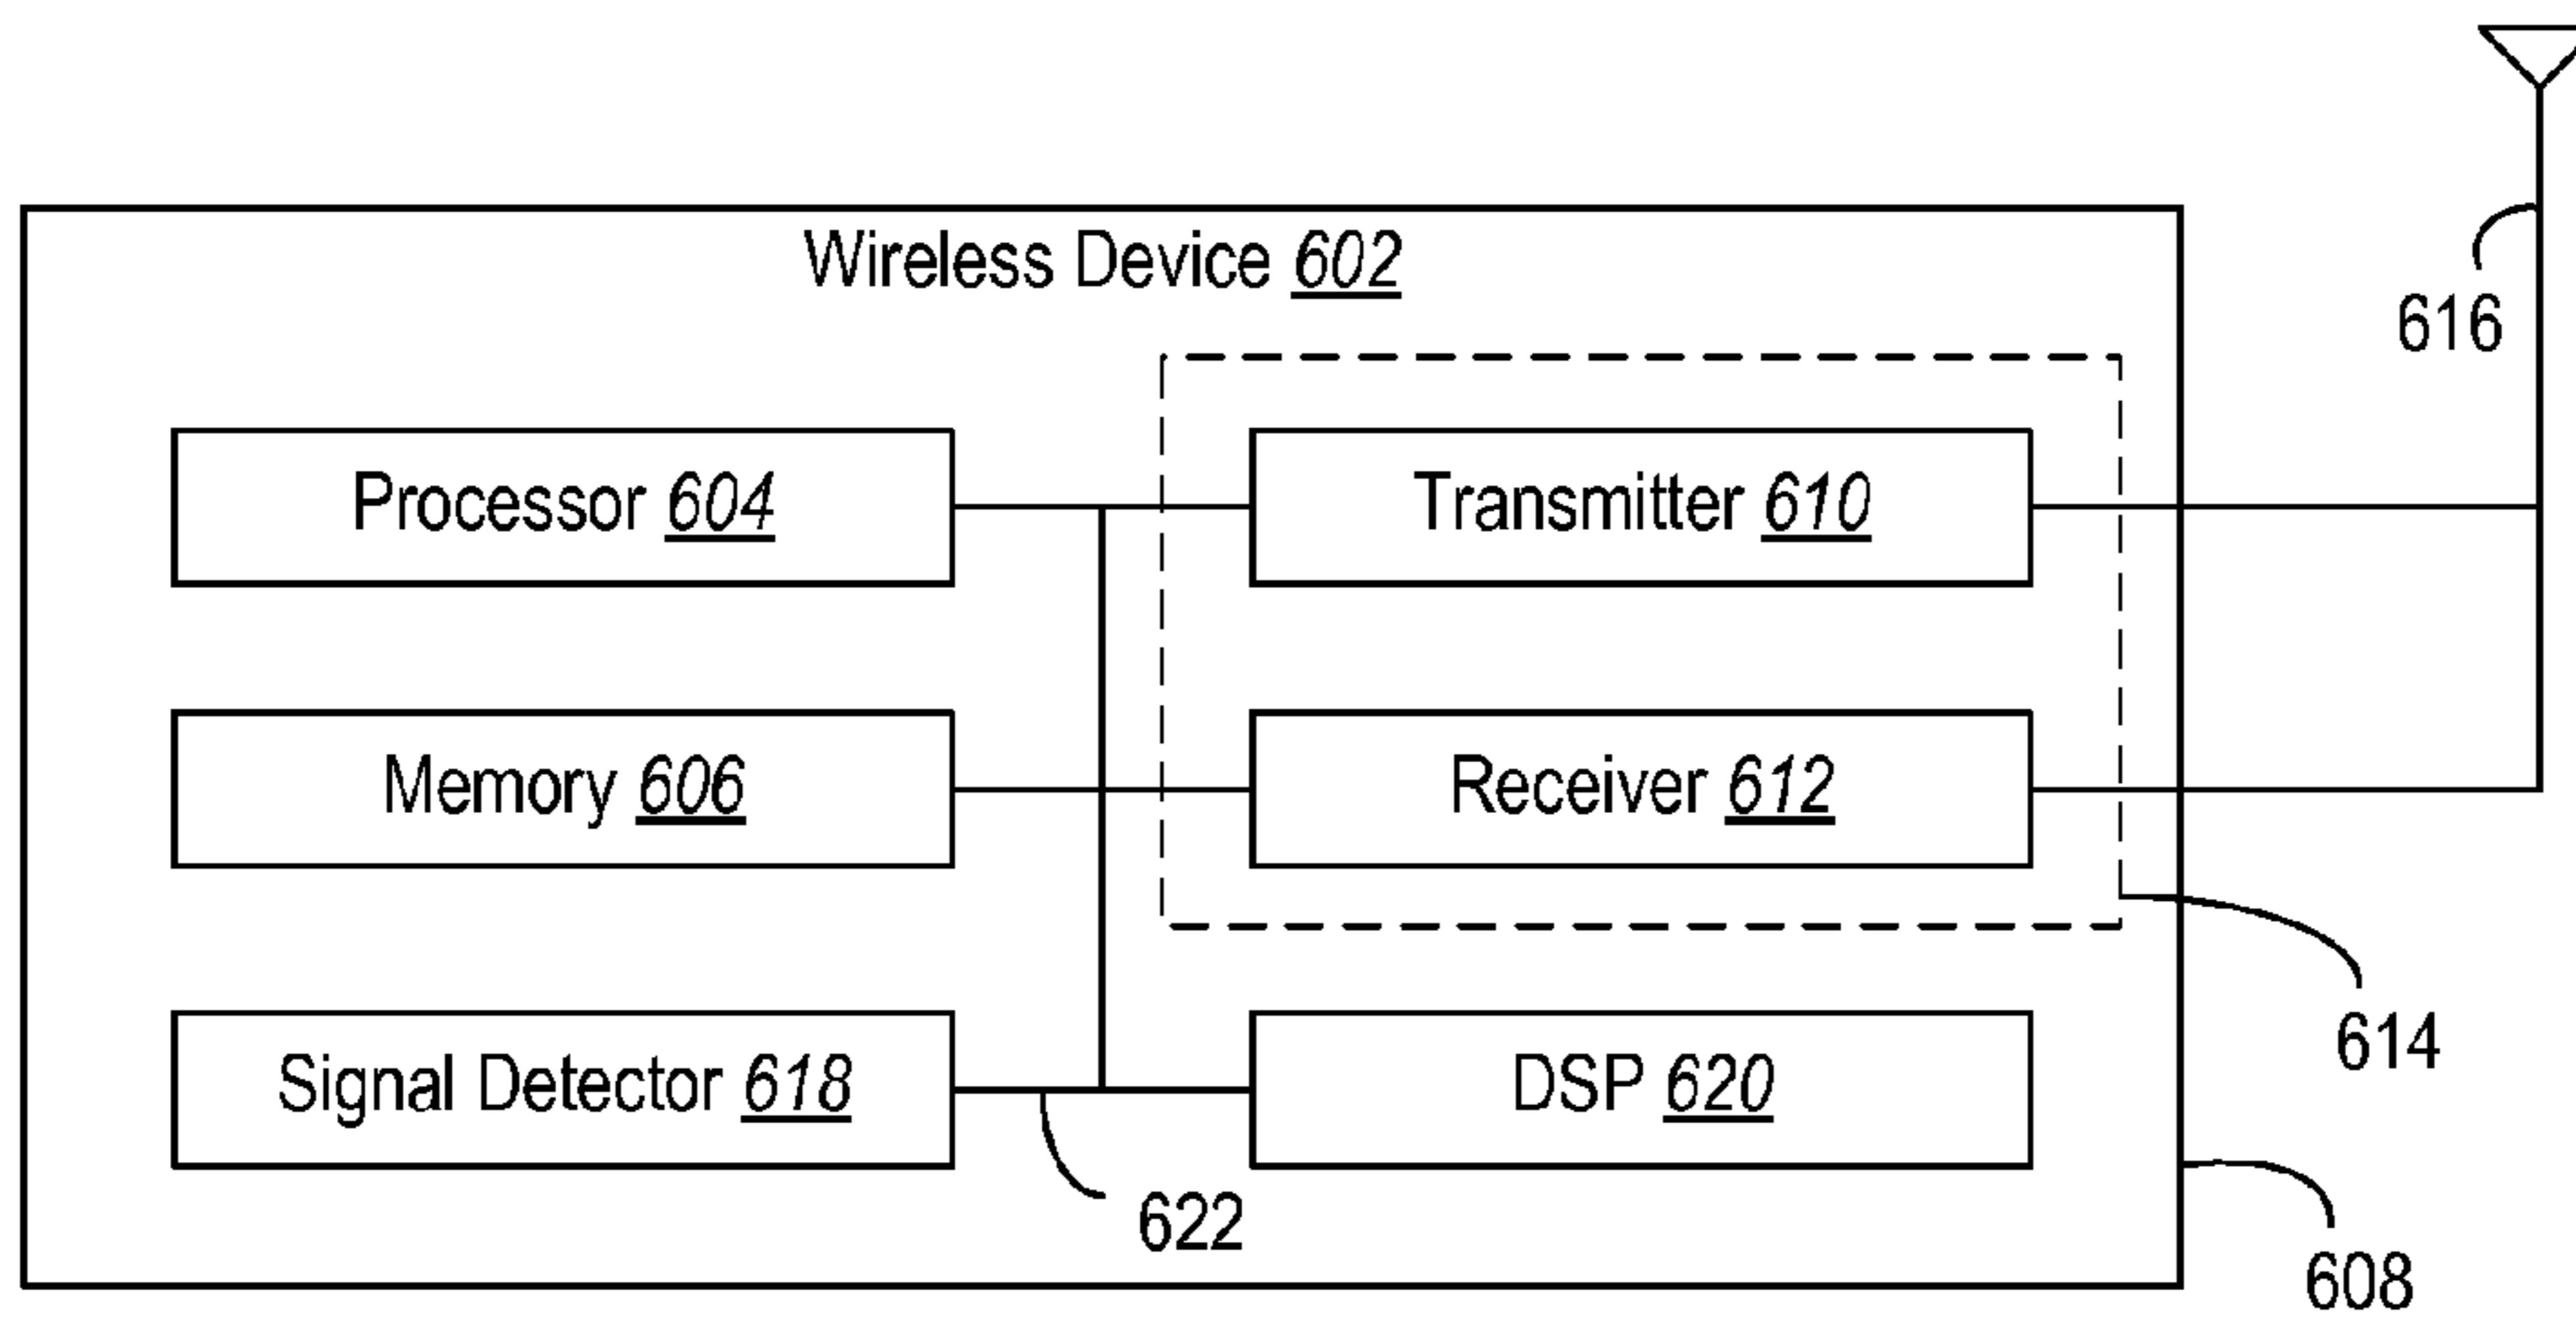 Wireless Device 602
616
Processor 604
Transmitter 610
Memory 606
Receiver 612
614
Signal Detector 618
DSP 620
622
608